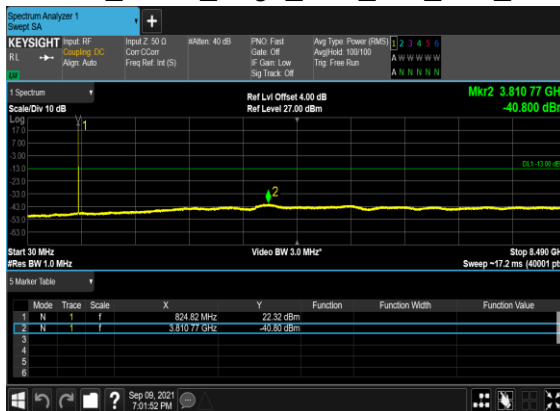 Spectrum Analyzer 1
Swept SA
KEYSIGHT
RL
Input: RF
Coupling: DC
Align: Auto
Input Z: 50 Ω
Corr CCorr
Freq Ref: Int (S)
#Atten: 40 dB
PNO: Fast
Gate: Off
IF Gain: Low
Sig Track: Off
Avg Type: Power (RMS)
Avg|Hold: 100/100
Trig: Free Run
1 2 3 4 5 6
A W W W W W
A N N N N N
1 Spectrum
Scale/Div 10 dB
Ref Lvl Offset 4.00 dB
Ref Level 27.00 dBm
Mkr2 3.810 77 GH
-40.800 dBr
Log
17.0
7.00
-3.00
-13.0
-23.0
-33.0
-43.0
-53.0
-63.0
1
DL1 -13.00 dB
2
Start 30 MHz
#Res BW 1.0 MHz
Video BW 3.0 MHz*
Stop 8.490 GH
Sweep ~17.2 ms (40001 pts
5 Marker Table
Mode Trace Scale X Y Function Function Width Function Value
1 N 1 f 824.82 MHz 22.32 dBm
2 N 1 f 3.810 77 GHz -40.80 dBm
3
4
5
6
? Sep 09, 2021
7:01:52 PM